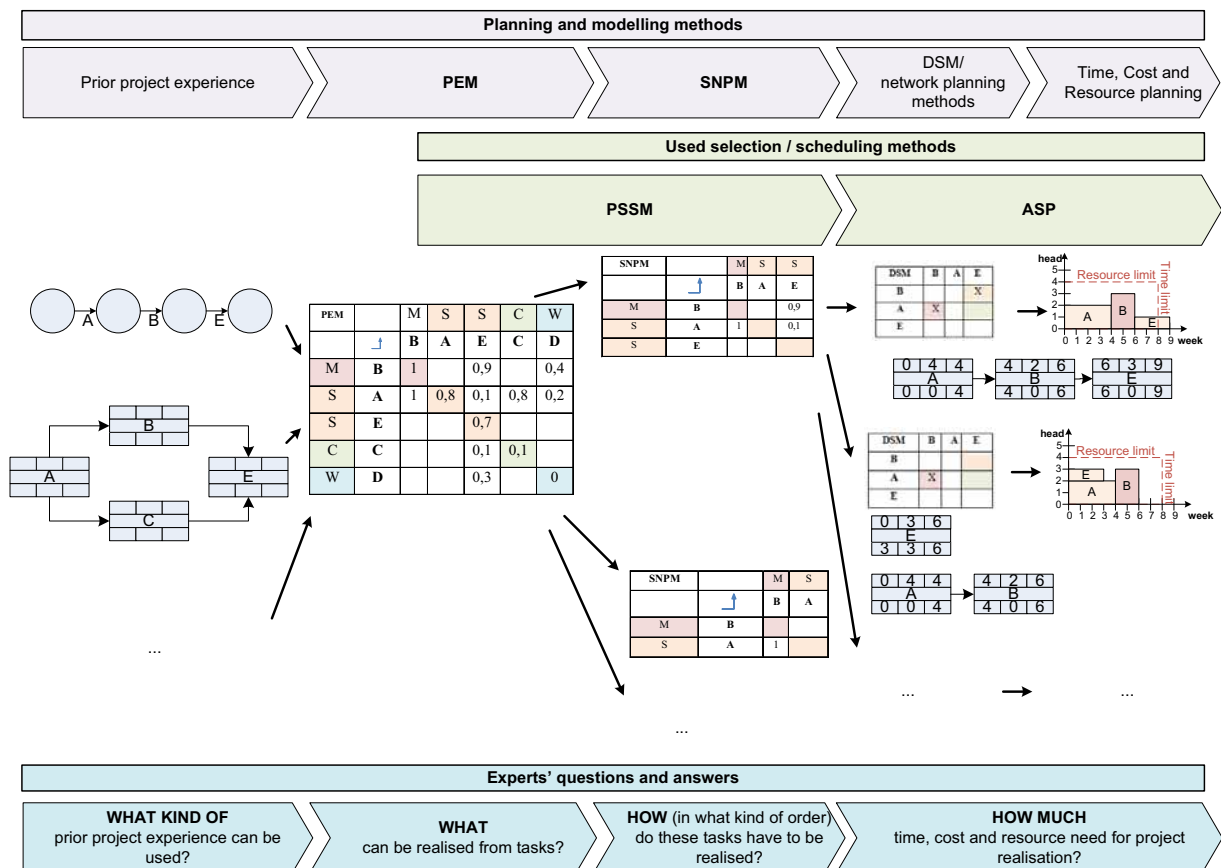 Planning and modelling methods
Prior project experience
PEM
SNPM
DSM/
network planning
methods
Time, Cost and
Resource planning
Used selection / scheduling methods
PSSM
ASP
A
B
E
B
A
E
C
...
PEM M S S C W
B A E C D
M B 1 0,9 0,4
S A 1 0,8 0,1 0,8 0,2
S E 0,7
C C 0,1 0,1
W D 0,3 0
SNPM M S S
B A E
M B 0,9
S A 1 0,1
S E
SNPM M S
B A
M B
S A 1
...
DSM B A E
B X
A X
E
head
5
4
3
2
1
0
Resource limit
Time limit
A
B
E
0 1 2 3 4 5 6 7 8 9 week
0 4 4
A
0 0 4
4 2 6
B
4 0 6
6 3 9
E
6 0 9
DSM B A E
B
A X
E
head
5
4
3
2
1
0
Resource limit
Time limit
E
A
B
0 1 2 3 4 5 6 7 8 9 week
0 3 6
E
3 3 6
0 4 4
A
0 0 4
4 2 6
B
4 0 6
... ...
Experts' questions and answers
WHAT KIND OF
prior project experience can be
used?
WHAT
can be realised from tasks?
HOW (in what kind of order)
do these tasks have to be
realised?
HOW MUCH
time, cost and resource need for project
realisation?